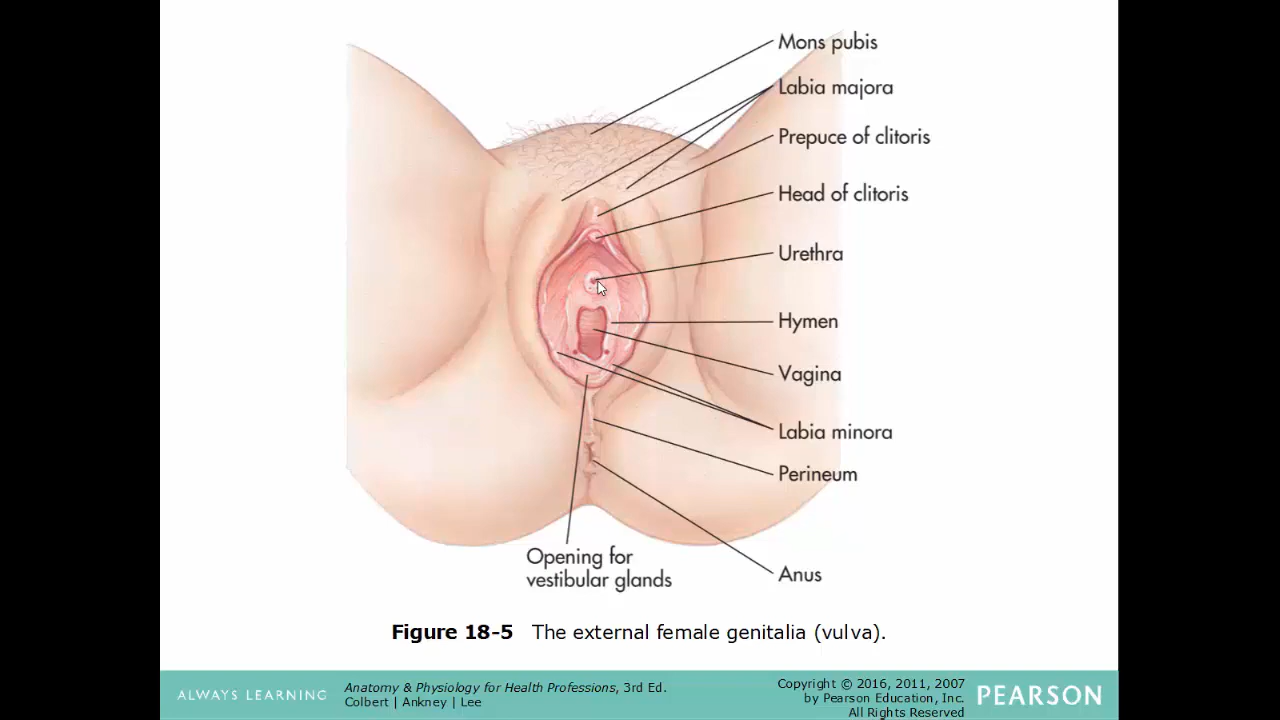 Mons pubis
Labia majora
Prepuce of clitoris
Head of clitoris
Urethra
Hymen
Vagina
Labia minora
Perineum
Anus
Opening for
vestibular glands
Figure 18-5 The external female genitalia (vulva).
ALWAYS LEARNING
Anatomy & Physiology for Health Professions, 3rd Ed.
Colbert | Ankney | Lee
Copyright © 2016, 2011, 2007
by Pearson Education, Inc.
All Rights Reserved
PEARSON